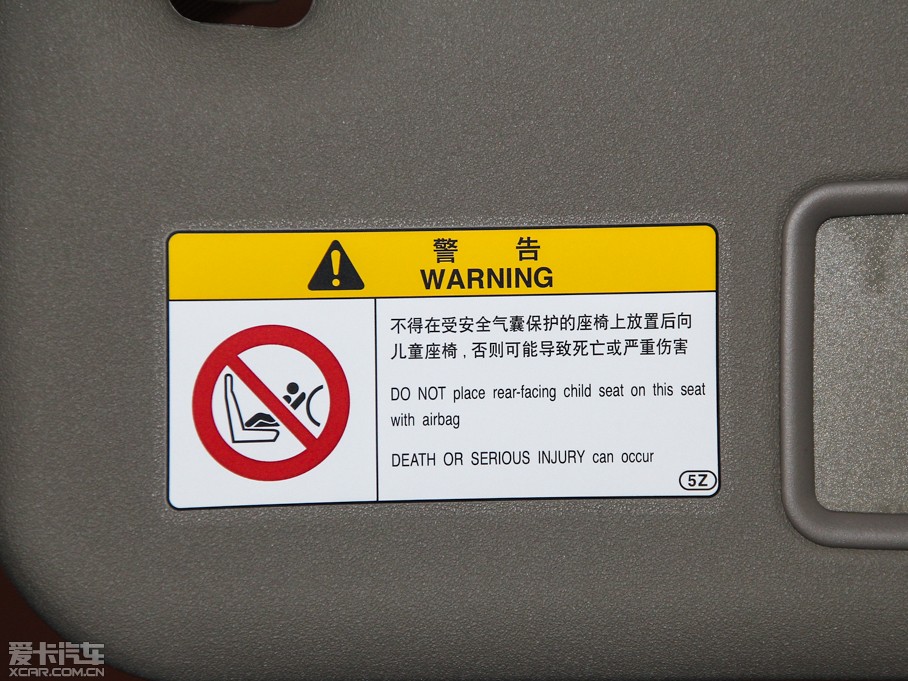 警 告
WARNING
不得在受安全气囊保护的座椅上放置后向
儿童座椅，否则可能导致死亡或严重伤害
DO NOT place rear-facing child seat on this seat
with airbag
DEATH OR SERIOUS INJURY can occur
5Z
爱卡汽车
XCAR.COM.CN